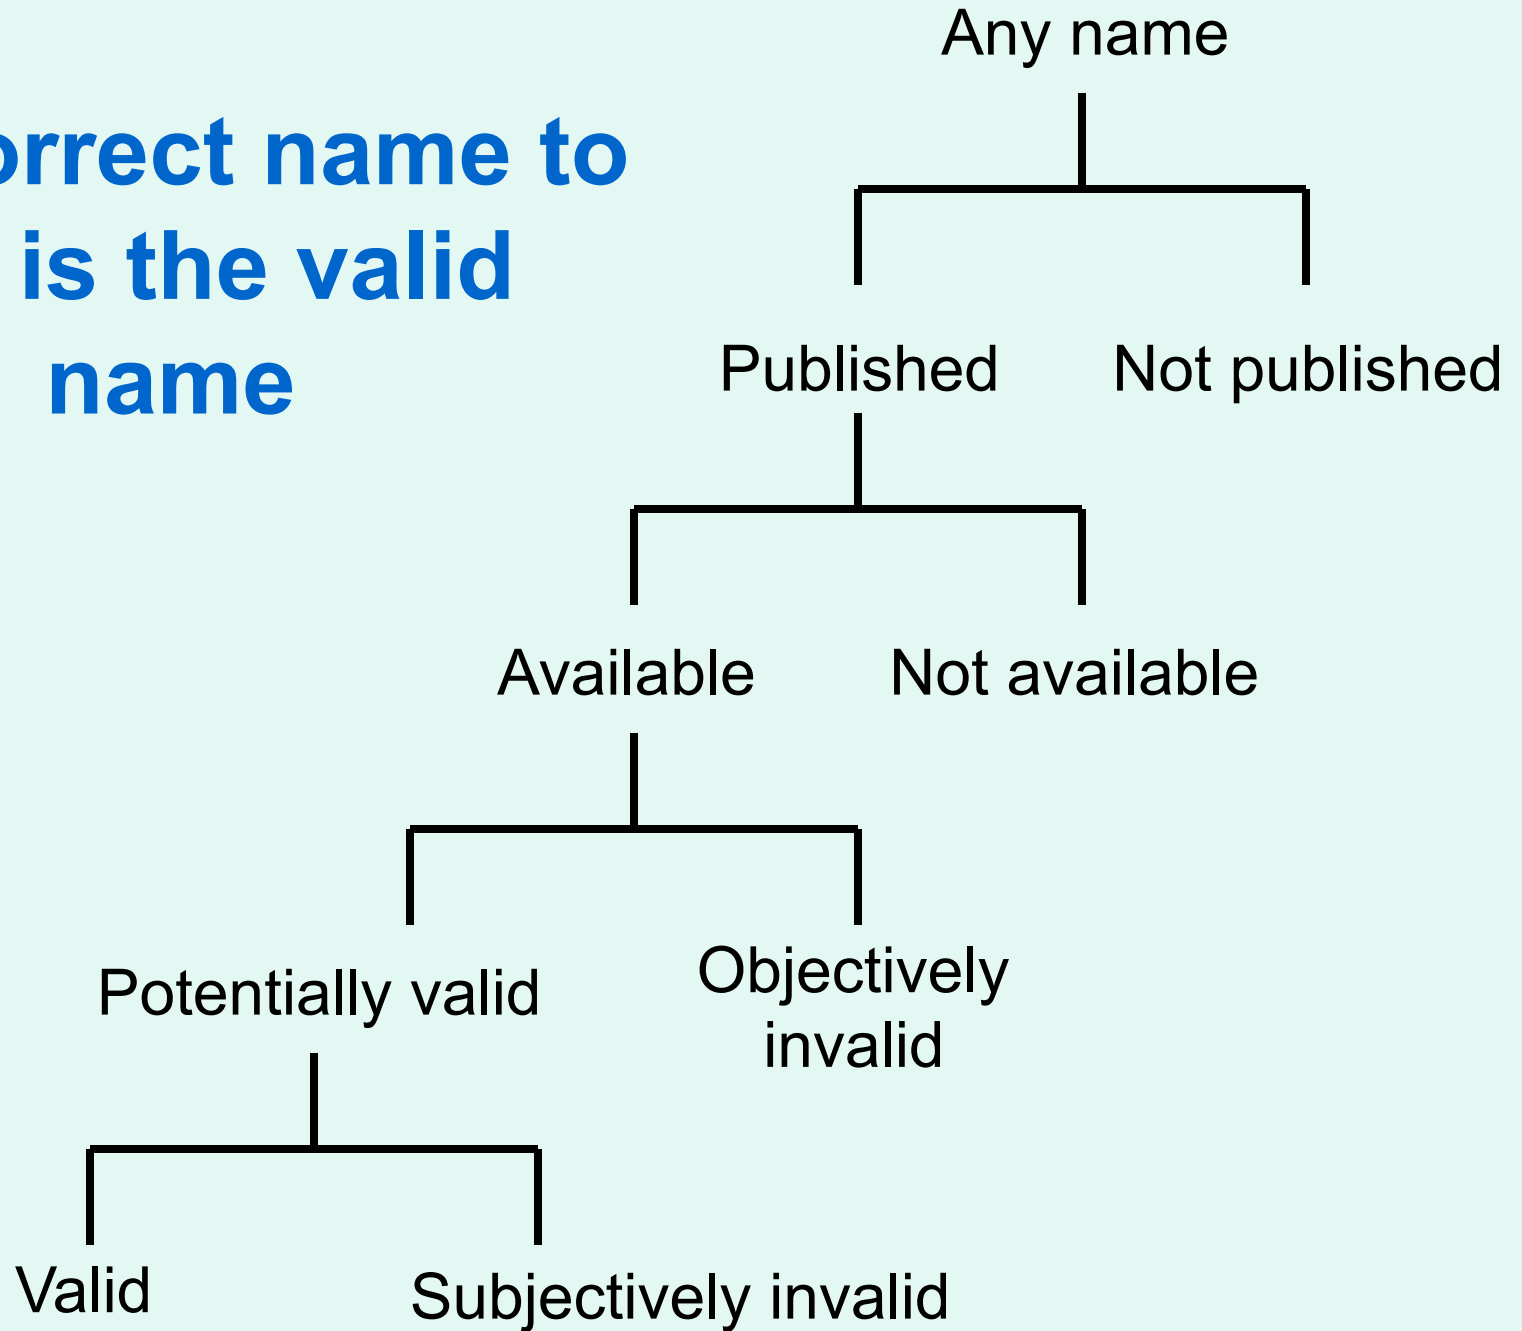 Any name
orrect name to
is the valid
name
Published
Not published
Available
Not available
Potentially valid
Objectively
invalid
Valid
Subjectively invalid